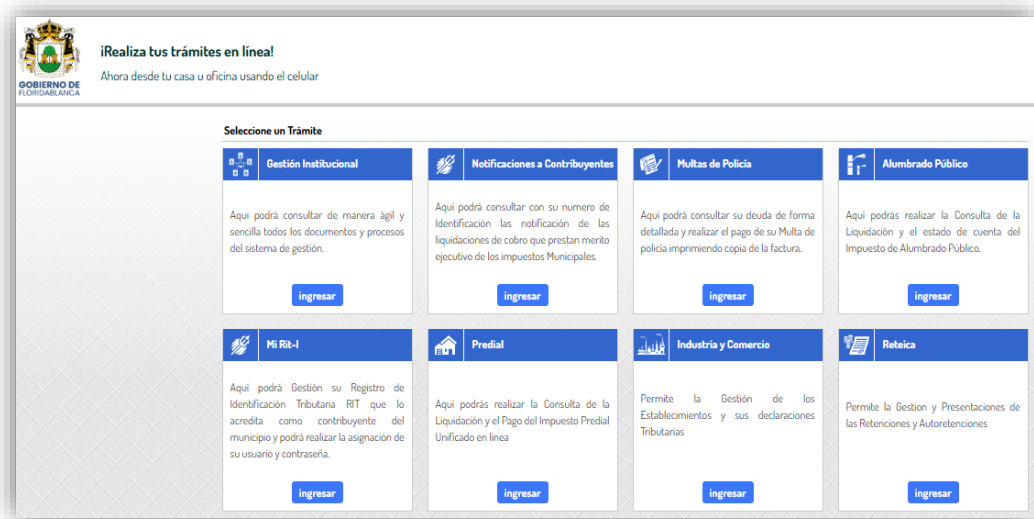 ¡Realiza tus trámites en línea!
Ahora desde tu casa u oficina usando el celular
GOBIERNO DE
FLORIDABLANCA
Seleccione un Trámite
Gestión Institucional
Aquí podrá consultar de manera ágil y
sencilla todos los documentos y procesos
del sistema de gestión.
ingresar
Notificaciones a Contribuyentes
Aquí podrá consultar con su numero de
Identificación las notificación de las
liquidaciones de cobro que prestan merito
ejecutivo de los impuestos Municipales.
ingresar
Multas de Policía
Aquí podrá consultar su deuda de forma
detallada y realizar el pago de su Multa de
policía imprimiendo copia de la factura.
ingresar
Alumbrado Público
Aquí podrás realizar la Consulta de la
Liquidación y el estado de cuenta del
Impuesto de Alumbrado Público.
ingresar
Mi Rit-I
Aquí podrá Gestión su Registro de
Identificación Tributaria RIT que lo
acredita como contribuyente del
municipio y podrá realizar la asignación de
su usuario y contraseña.
ingresar
Predial
Aquí podrás realizar la Consulta de la
Liquidación y el Pago del Impuesto Predial
Unificado en linea
ingresar
Industria y Comercio
Permite la Gestión de los
Establecimientos y sus declaraciones
Tributarias
ingresar
Reteica
Permite la Gestion y Presentaciones de
las Retenciones y Autoretenciones
ingresar